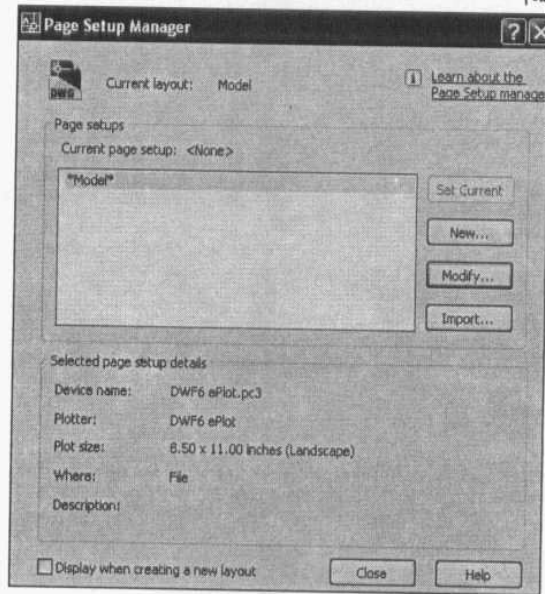 Page Setup Manager
DWG
Current layout: Model
Learn about the
Page Setup manage
Page setups
Current page setup: <None>
*Model*
Set Current
New...
Modify...
Import...
Selected page setup details
Device name: DWF6 ePlot.pc3
Plotter: DWF6 ePlot
Plot size: 8.50 x 11.00 inches (Landscape)
Where: File
Description:
Display when creating a new layout
Close
Help